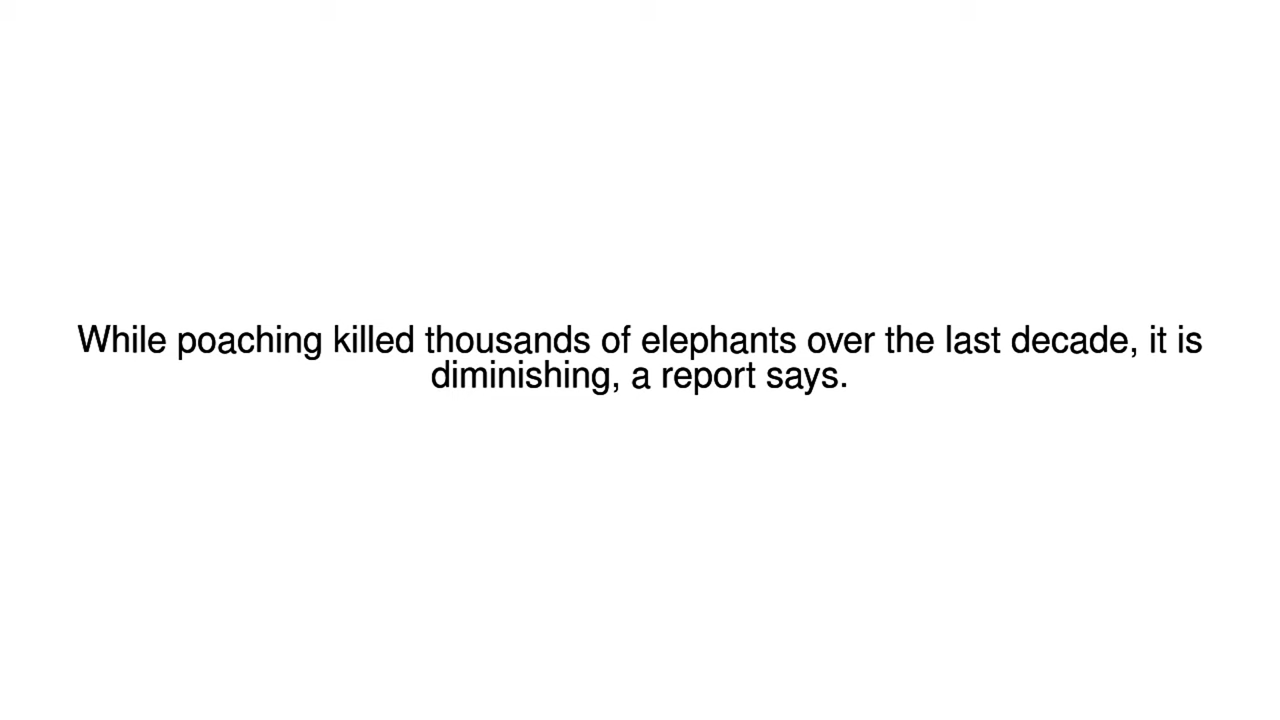 While poaching killed thousands of elephants over the last decade, it is
diminishing, a report says.